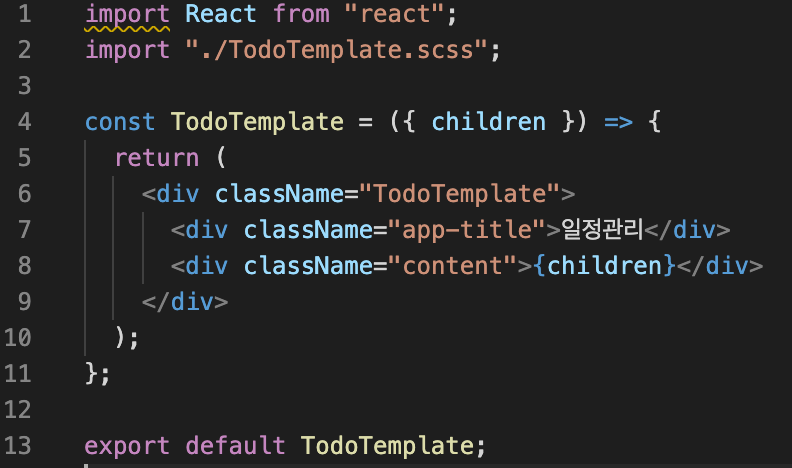 1 import React from "react";
2 import "./TodoTemplate.scss";
3
4 const TodoTemplate = ({ children }) => {
5   return (
6     <div className="TodoTemplate">
7       <div className="app-title">일정관리</div>
8       <div className="content">{children}</div>
9     </div>
10   );
11 };
12
13 export default TodoTemplate;